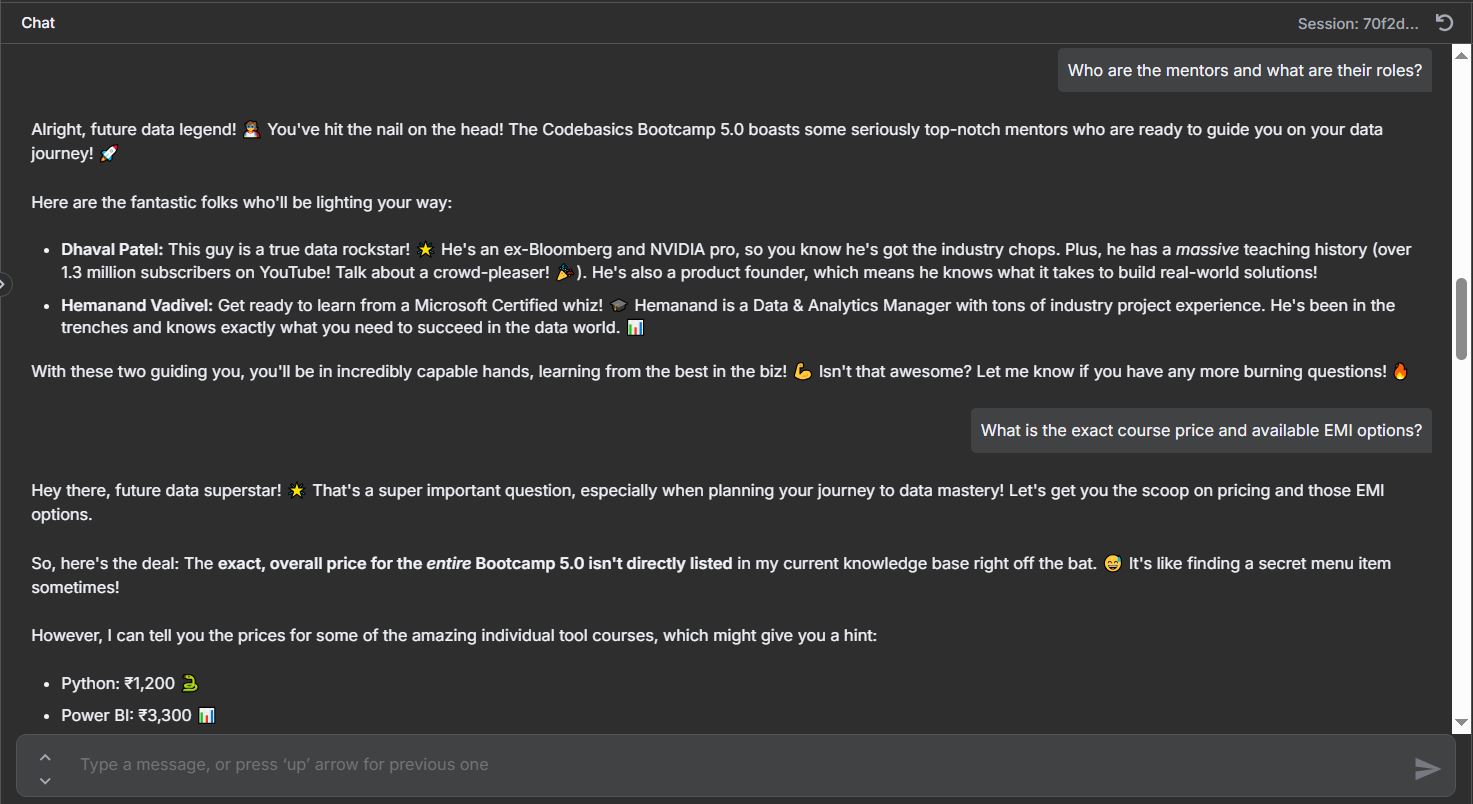 Chat
Session: 70f2d...
Who are the mentors and what are their roles?
Alright, future data legend! 🦸 You've hit the nail on the head! The Codebasics Bootcamp 5.0 boasts some seriously top-notch mentors who are ready to guide you on your data
journey! 🚀
Here are the fantastic folks who'll be lighting your way:
• Dhaval Patel: This guy is a true data rockstar! 🌟 He's an ex-Bloomberg and NVIDIA pro, so you know he's got the industry chops. Plus, he has a massive teaching history (over
1.3 million subscribers on YouTube! Talk about a crowd-pleaser! 🎉). He's also a product founder, which means he knows what it takes to build real-world solutions!
• Hemanand Vadivel: Get ready to learn from a Microsoft Certified whiz! 🎓 Hemanand is a Data & Analytics Manager with tons of industry project experience. He's been in the
trenches and knows exactly what you need to succeed in the data world. 📊
With these two guiding you, you'll be in incredibly capable hands, learning from the best in the biz! 💪 Isn't that awesome? Let me know if you have any more burning questions! 🔥
What is the exact course price and available EMI options?
Hey there, future data superstar! 🌟 That's a super important question, especially when planning your journey to data mastery! Let's get you the scoop on pricing and those EMI
options.
So, here's the deal: The exact, overall price for the entire Bootcamp 5.0 isn't directly listed in my current knowledge base right off the bat. 😅 It's like finding a secret menu item
sometimes!
However, I can tell you the prices for some of the amazing individual tool courses, which might give you a hint:
• Python: ₹1,200 🐍
• Power BI: ₹3,300 📊
Type a message, or press ‘up’ arrow for previous one